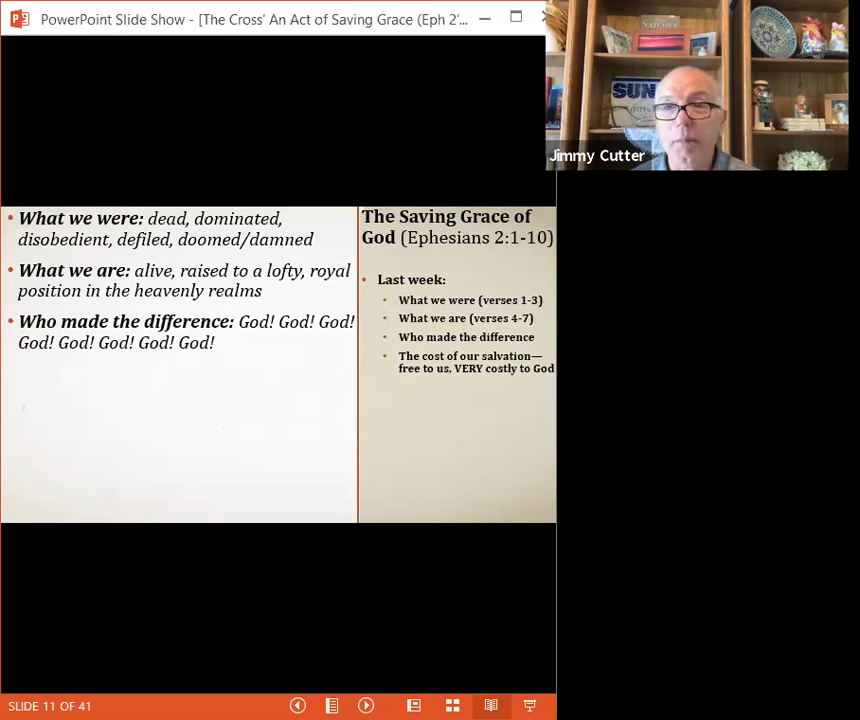 PowerPoint Slide Show - [The Cross' An Act of Saving Grace (Eph 2'...
SUN
Jimmy Cutter
• What we were: dead, dominated,
disobedient, defiled, doomed/damned
• What we are: alive, raised to a lofty, royal
position in the heavenly realms
• Who made the difference: God! God! God!
God! God! God! God! God!
The Saving Grace of
God (Ephesians 2:1-10)
• Last week:
• What we were (verses 1-3)
• What we are (verses 4-7)
• Who made the difference
• The cost of our salvation—
free to us, VERY costly to God
SLIDE 11 OF 41